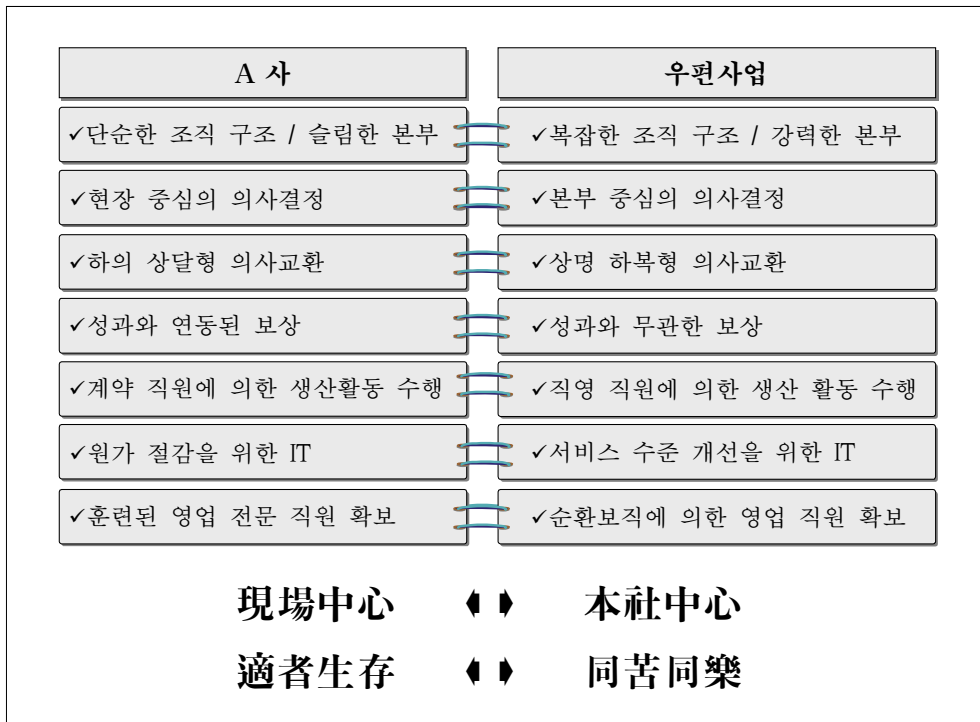 A 사 우편사업
✓단순한 조직 구조 / 슬림한 본부 ✓복잡한 조직 구조 / 강력한 본부
✓현장 중심의 의사결정 ✓본부 중심의 의사결정
✓하의 상달형 의사교환 ✓상명 하복형 의사교환
✓성과와 연동된 보상 ✓성과와 무관한 보상
✓계약 직원에 의한 생산활동 수행 ✓직영 직원에 의한 생산 활동 수행
✓원가 절감을 위한 IT ✓서비스 수준 개선을 위한 IT
✓훈련된 영업 전문 직원 확보 ✓순환보직에 의한 영업 직원 확보
現場中心 本社中心
適者生存 同苦同樂